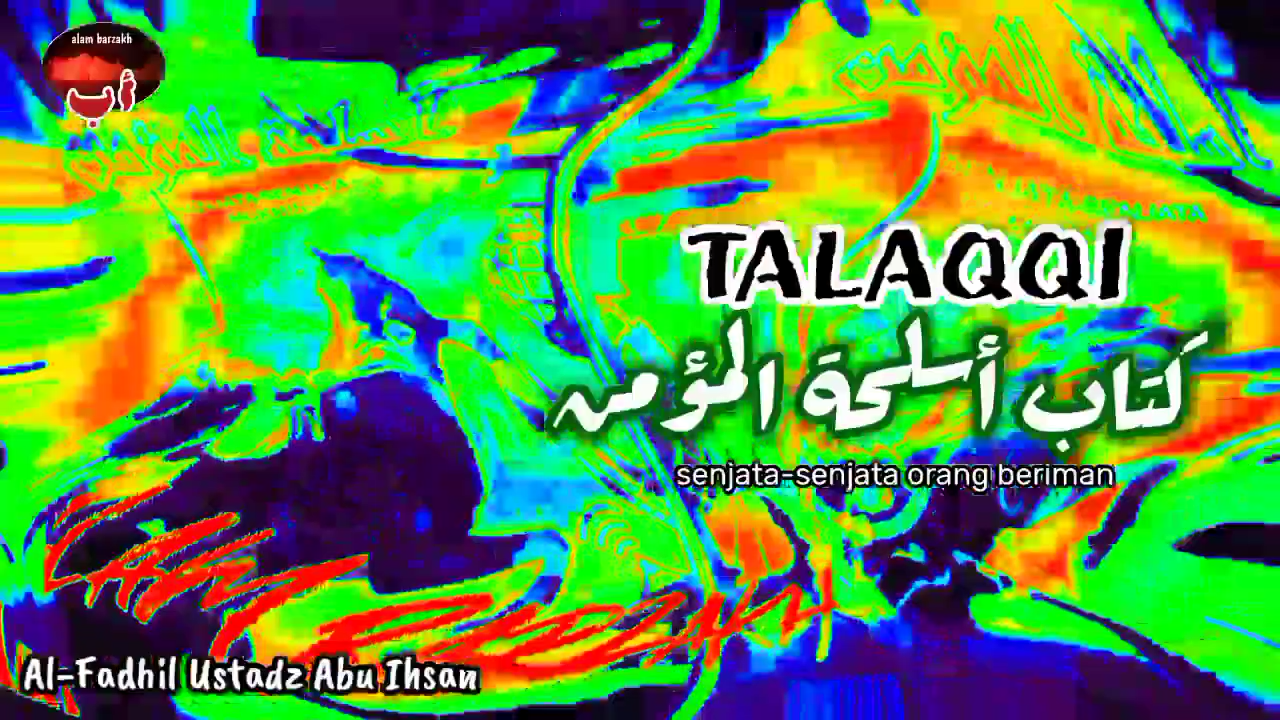 alam barzakh
أب
TALAQQI
كتاب أسلحة المؤمن
senjata-senjata orang beriman
Al-Fadhil Ustadz Abu Ihsan